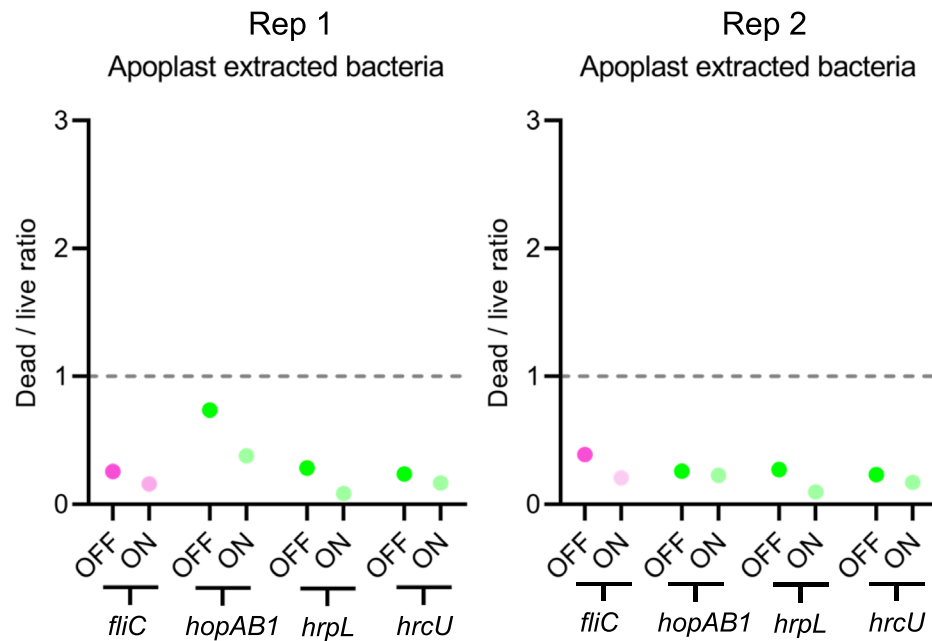 Rep 1
Apoplast extracted bacteria
Dead / live ratio
3
2
1
0
OFF ON OFF ON OFF ON OFF ON
fliC hopAB1 hrpL hrcU
Rep 2
Apoplast extracted bacteria
Dead / live ratio
3
2
1
0
OFF ON OFF ON OFF ON OFF ON
fliC hopAB1 hrpL hrcU